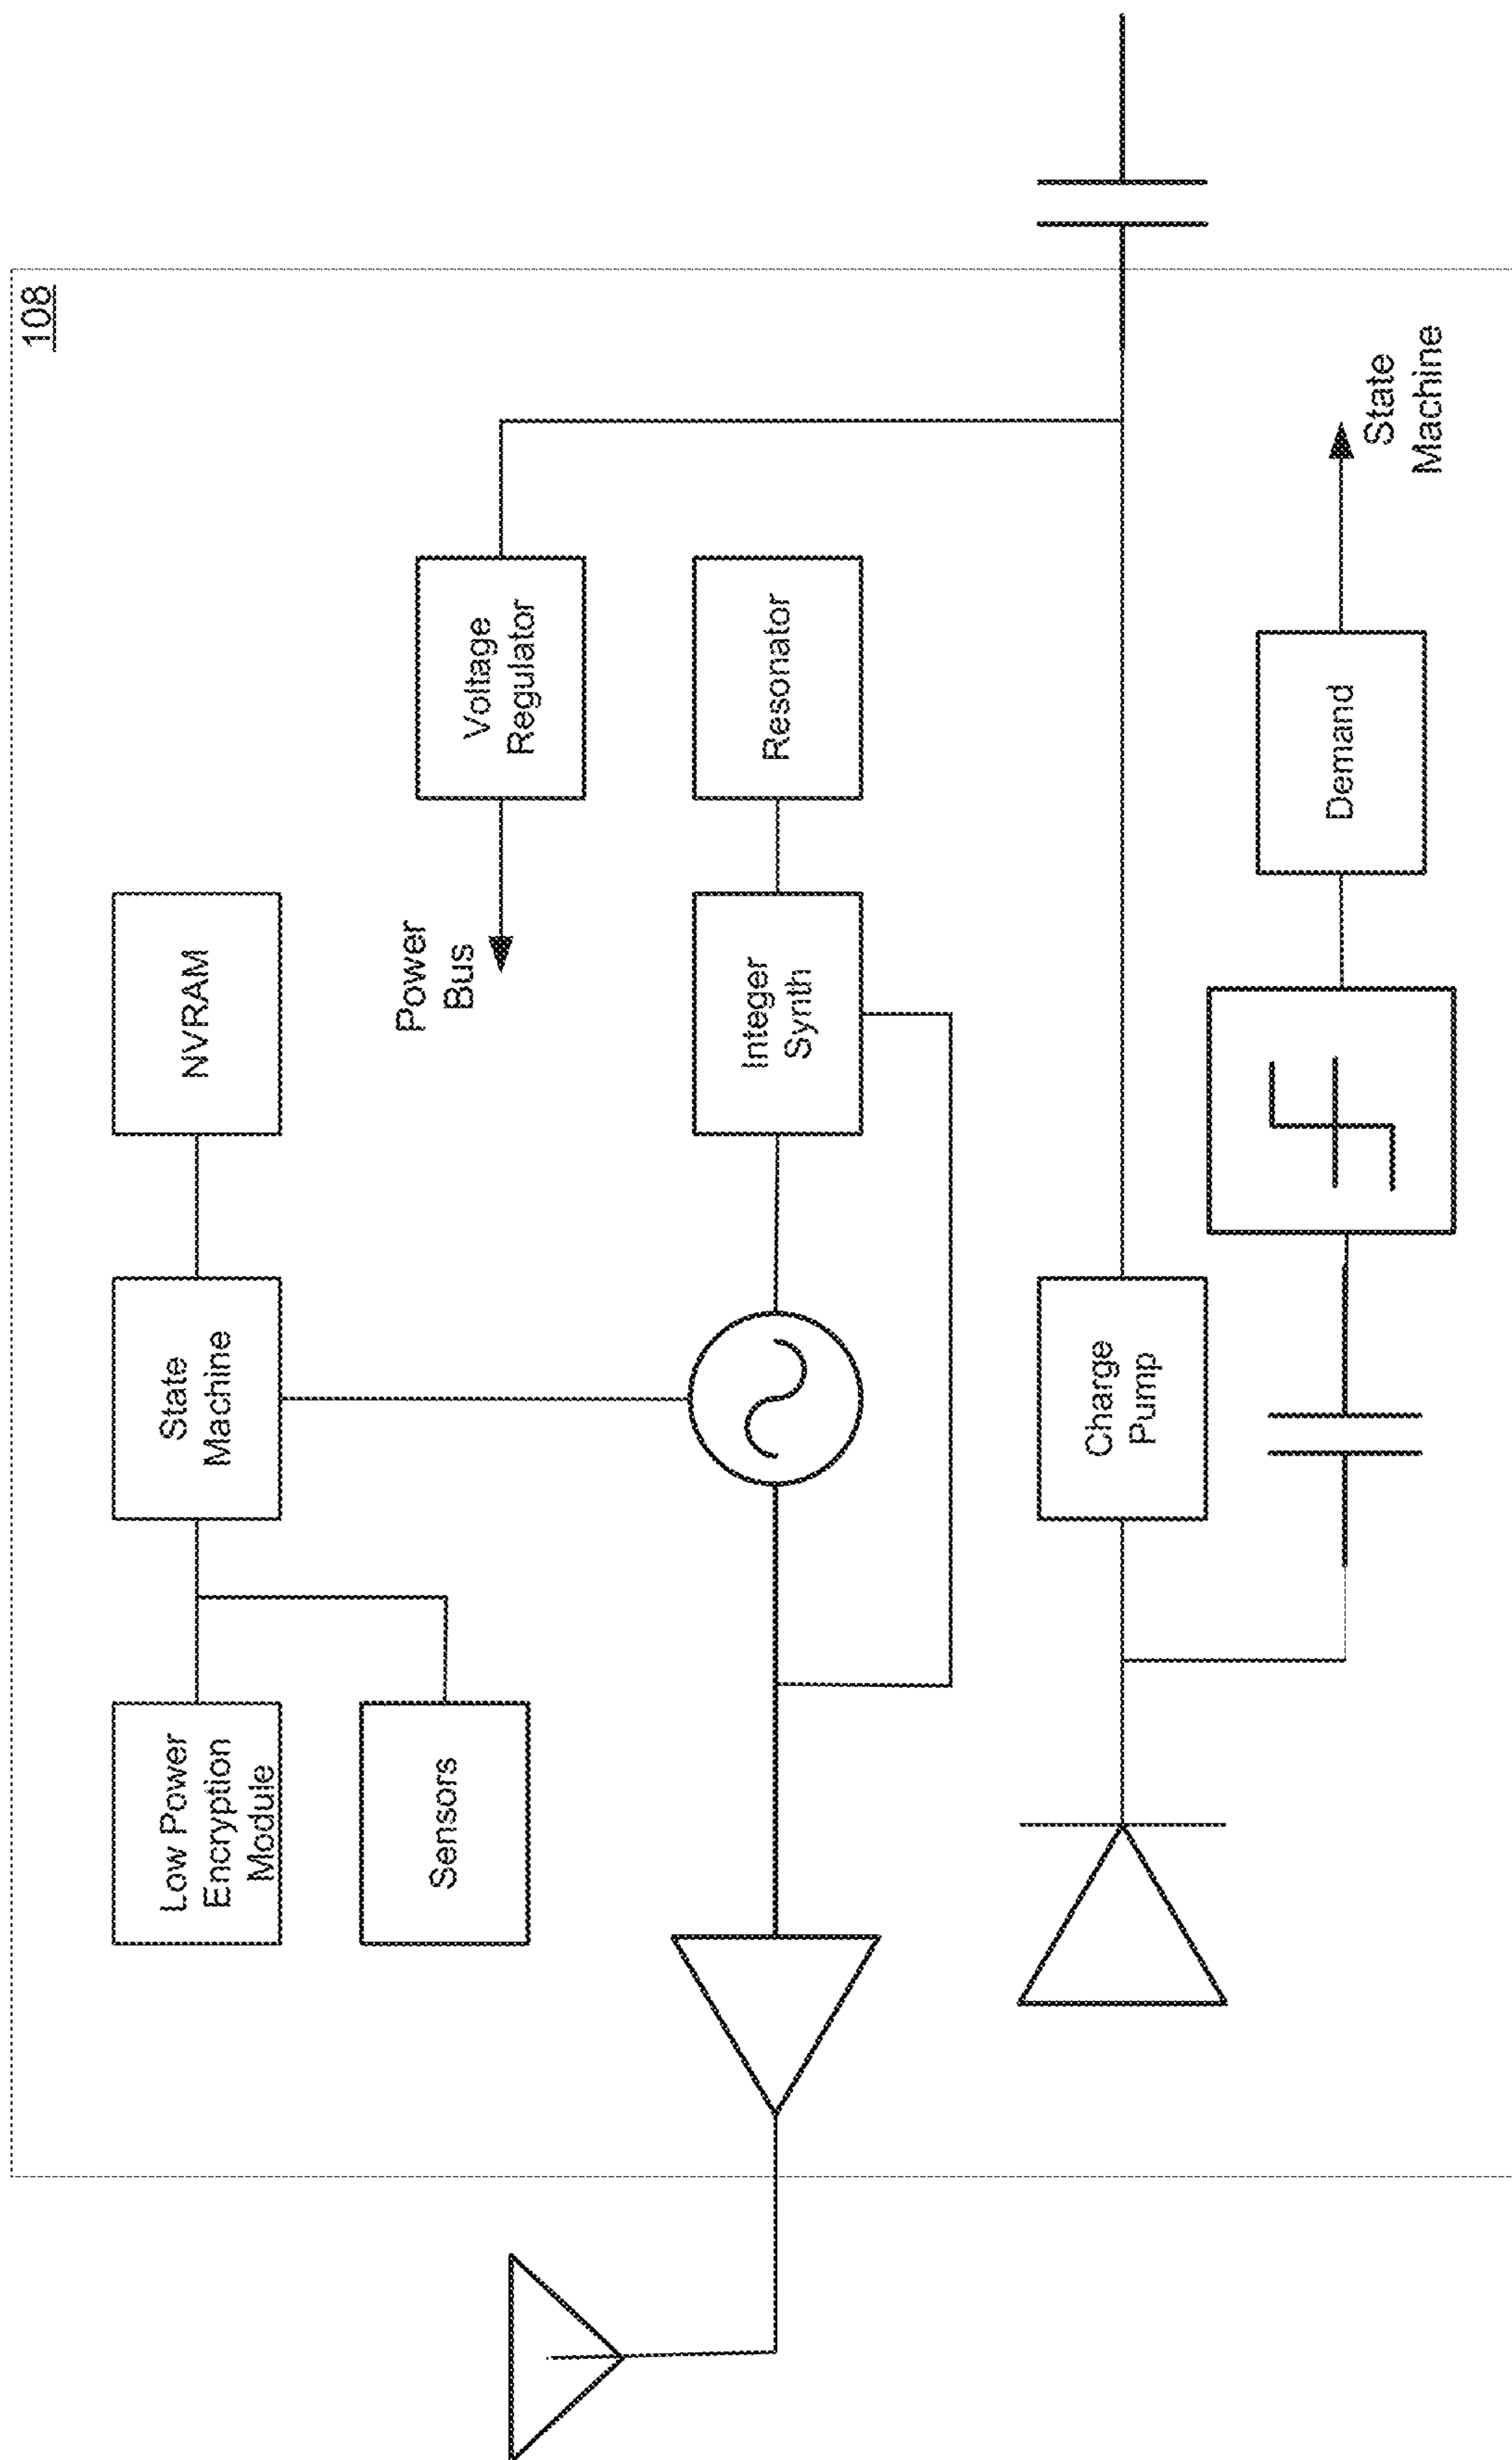 108
Low Power
Encryption
Module
State
Machine
NVRAM
Sensors
Power
Bus
Voltage
Regulator
Integer
Synth
Resonator
Charge
Pump
Demand
State
Machine